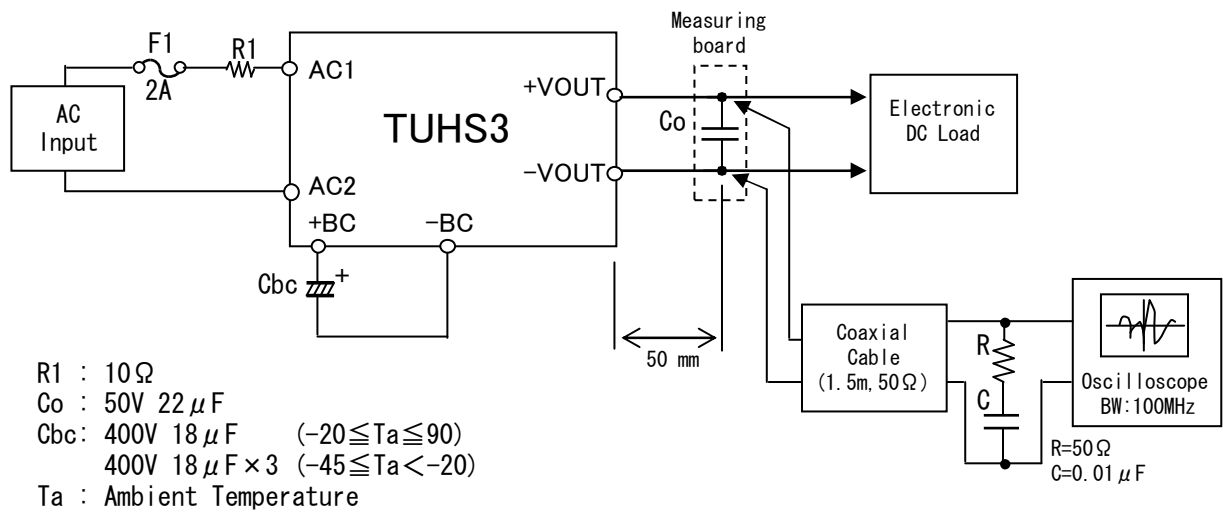 Measuring
board
F1
2A
R1
AC1
AC
Input
AC2
TUHS3
+VOUT
-VOUT
Co
Electronic
DC Load
+BC
-BC
Cbc
+
50 mm
Coaxial
Cable
(1.5m, 50Ω)
R
C
Oscilloscope
BW:100MHz
R=50Ω
C=0.01μF
R1 : 10Ω
Co : 50V 22μF
Cbc: 400V 18μF (-20≦Ta≦90)
400V 18μF×3 (-45≦Ta<-20)
Ta : Ambient Temperature